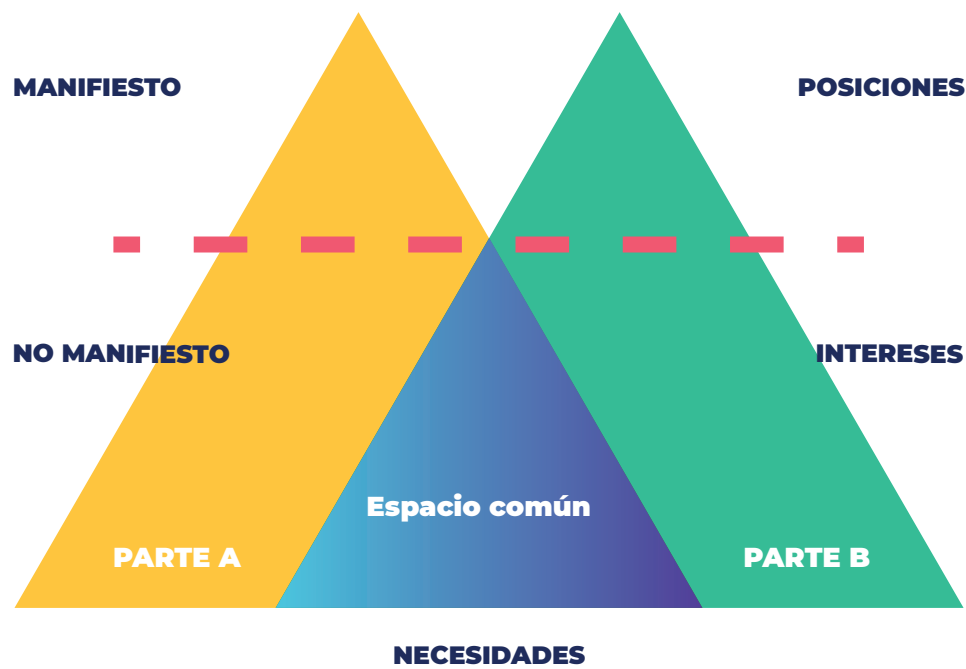 MANIFIESTO
POSICIONES
NO MANIFIESTO
INTERESES
Espacio común
PARTE A
PARTE B
NECESIDADES